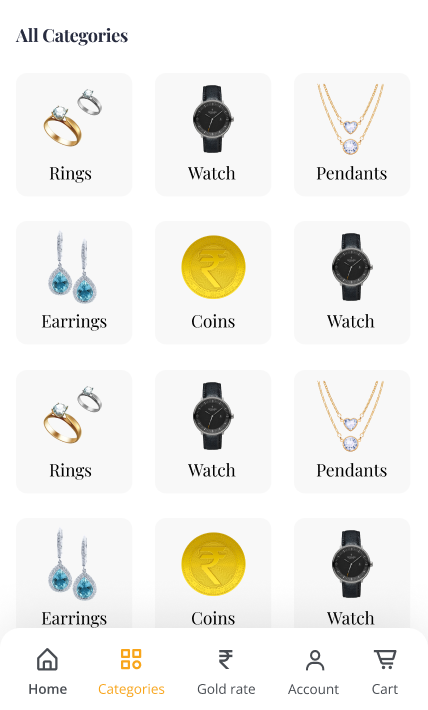 All Categories
Rings
Watch
Pendants
Earrings
Coins
Watch
Rings
Watch
Pendants
Earrings
Coins
Watch
Home
Categories
Gold rate
Account
Cart